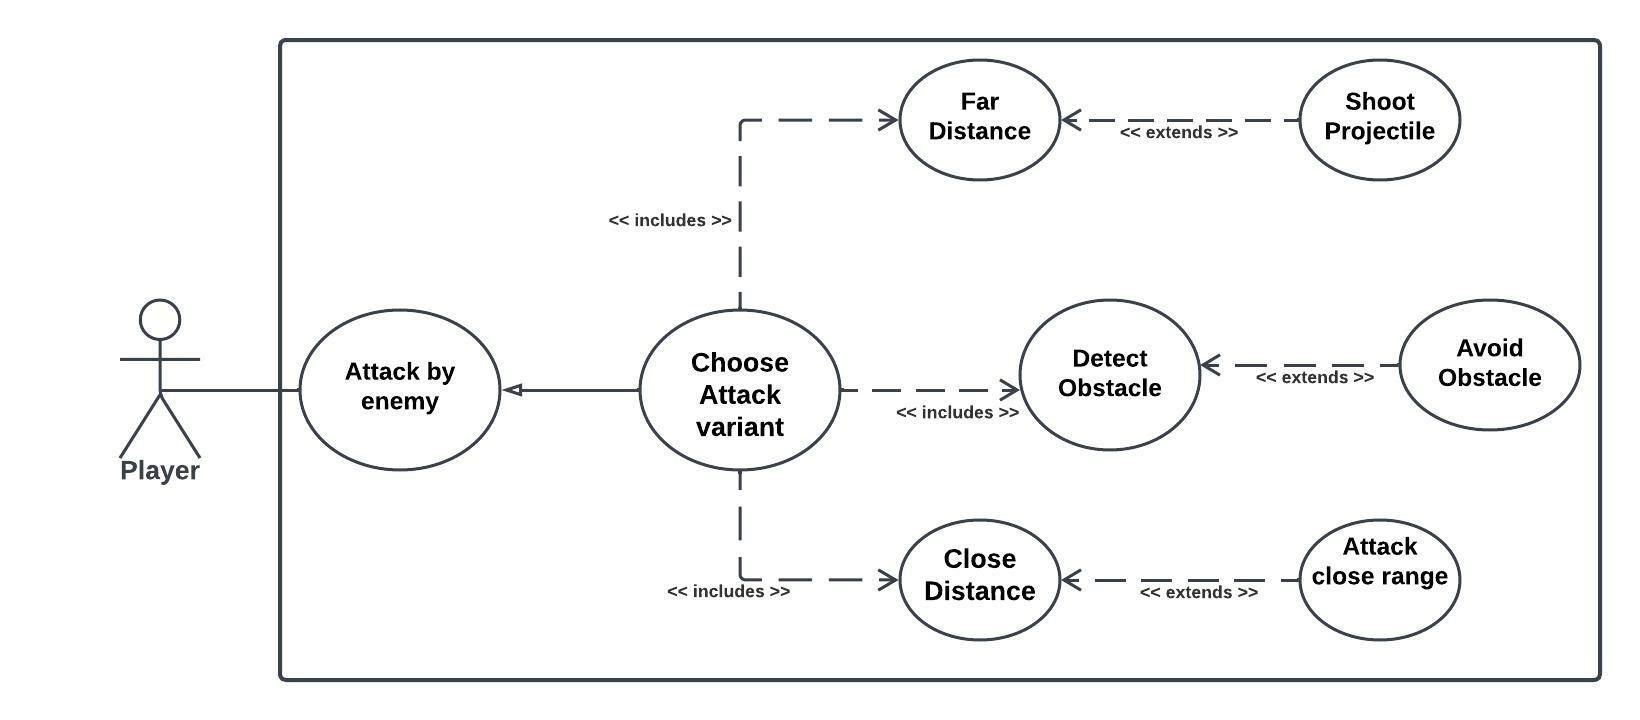 Far
Distance
<< extends >>
Shoot
Projectile
<< includes >>
Player
Attack by
enemy
Choose
Attack
variant
<< includes >>
Detect
Obstacle
<< extends >>
Avoid
Obstacle
<< includes >>
Close
Distance
<< extends >>
Attack
close range